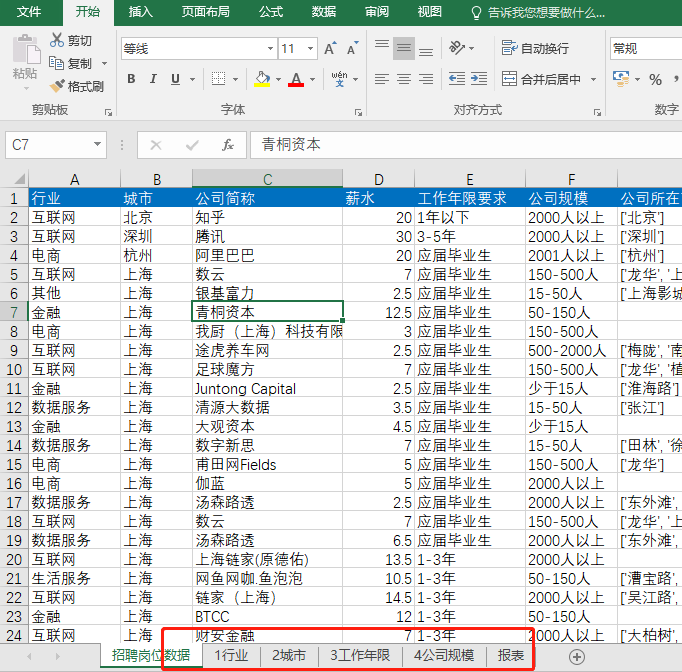 文件 开始 插入 页面布局 公式 数据 审阅 视图 告诉我您想要做什么...
剪切 等线 11 A A 自动换行 常规
粘贴 复制 B I U A wén 文 合并后居中 %
格式刷
剪贴板 字体 对齐方式 数字
C7 fx 青桐资本
A B C D E F
1 行业 城市 公司简称 薪水 工作年限要求 公司规模 公司所在
2 互联网 北京 知乎 20 1年以下 2000人以上 ['北京']
3 互联网 深圳 腾讯 30 3-5年 2000人以上 ['深圳']
4 电商 杭州 阿里巴巴 20 应届毕业生 2001人以上 ['杭州']
5 互联网 上海 数云 7 应届毕业生 150-500人 ['龙华', '上
6 其他 上海 银基富力 2.5 应届毕业生 15-50人 ['上海影城
7 金融 上海 青桐资本 12.5 应届毕业生 50-150人
8 电商 上海 我厨（上海）科技有限 3 应届毕业生 150-500人
9 互联网 上海 途虎养车网 2.5 应届毕业生 500-2000人 ['梅陇', '南
10 互联网 上海 足球魔方 7 应届毕业生 150-500人 ['龙华', '植
11 金融 上海 Juntong Capital 2.5 应届毕业生 少于15人 ['淮海路']
12 数据服务 上海 清源大数据 3.5 应届毕业生 15-50人 ['张江']
13 金融 上海 大观资本 4.5 应届毕业生 少于15人
14 数据服务 上海 数字新思 7 应届毕业生 15-50人 ['田林', '徐
15 电商 上海 莆田网Fields 5 应届毕业生 150-500人 ['龙华']
16 电商 上海 伽蓝 5 应届毕业生 2000人以上
17 数据服务 上海 汤森路透 2.5 应届毕业生 2000人以上 ['东外滩',
18 互联网 上海 数云 7 应届毕业生 150-500人 ['龙华', '上
19 数据服务 上海 汤森路透 6.5 应届毕业生 2000人以上 ['东外滩',
20 互联网 上海 上海链家(原德佑) 13.5 1-3年 2000人以上
21 生活服务 上海 网鱼网咖.鱼泡泡 10.5 1-3年 50-150人 ['漕宝路',
22 互联网 上海 链家（上海） 14.5 1-3年 2000人以上 ['吴江路',
23 金融 上海 BTCC 12 1-3年 50-150人
24 互联网 上海 财安金融 7 1-3年 2000人以上 ['大柏树',
招聘岗位数据 1行业 2城市 3工作年限 4公司规模 报表